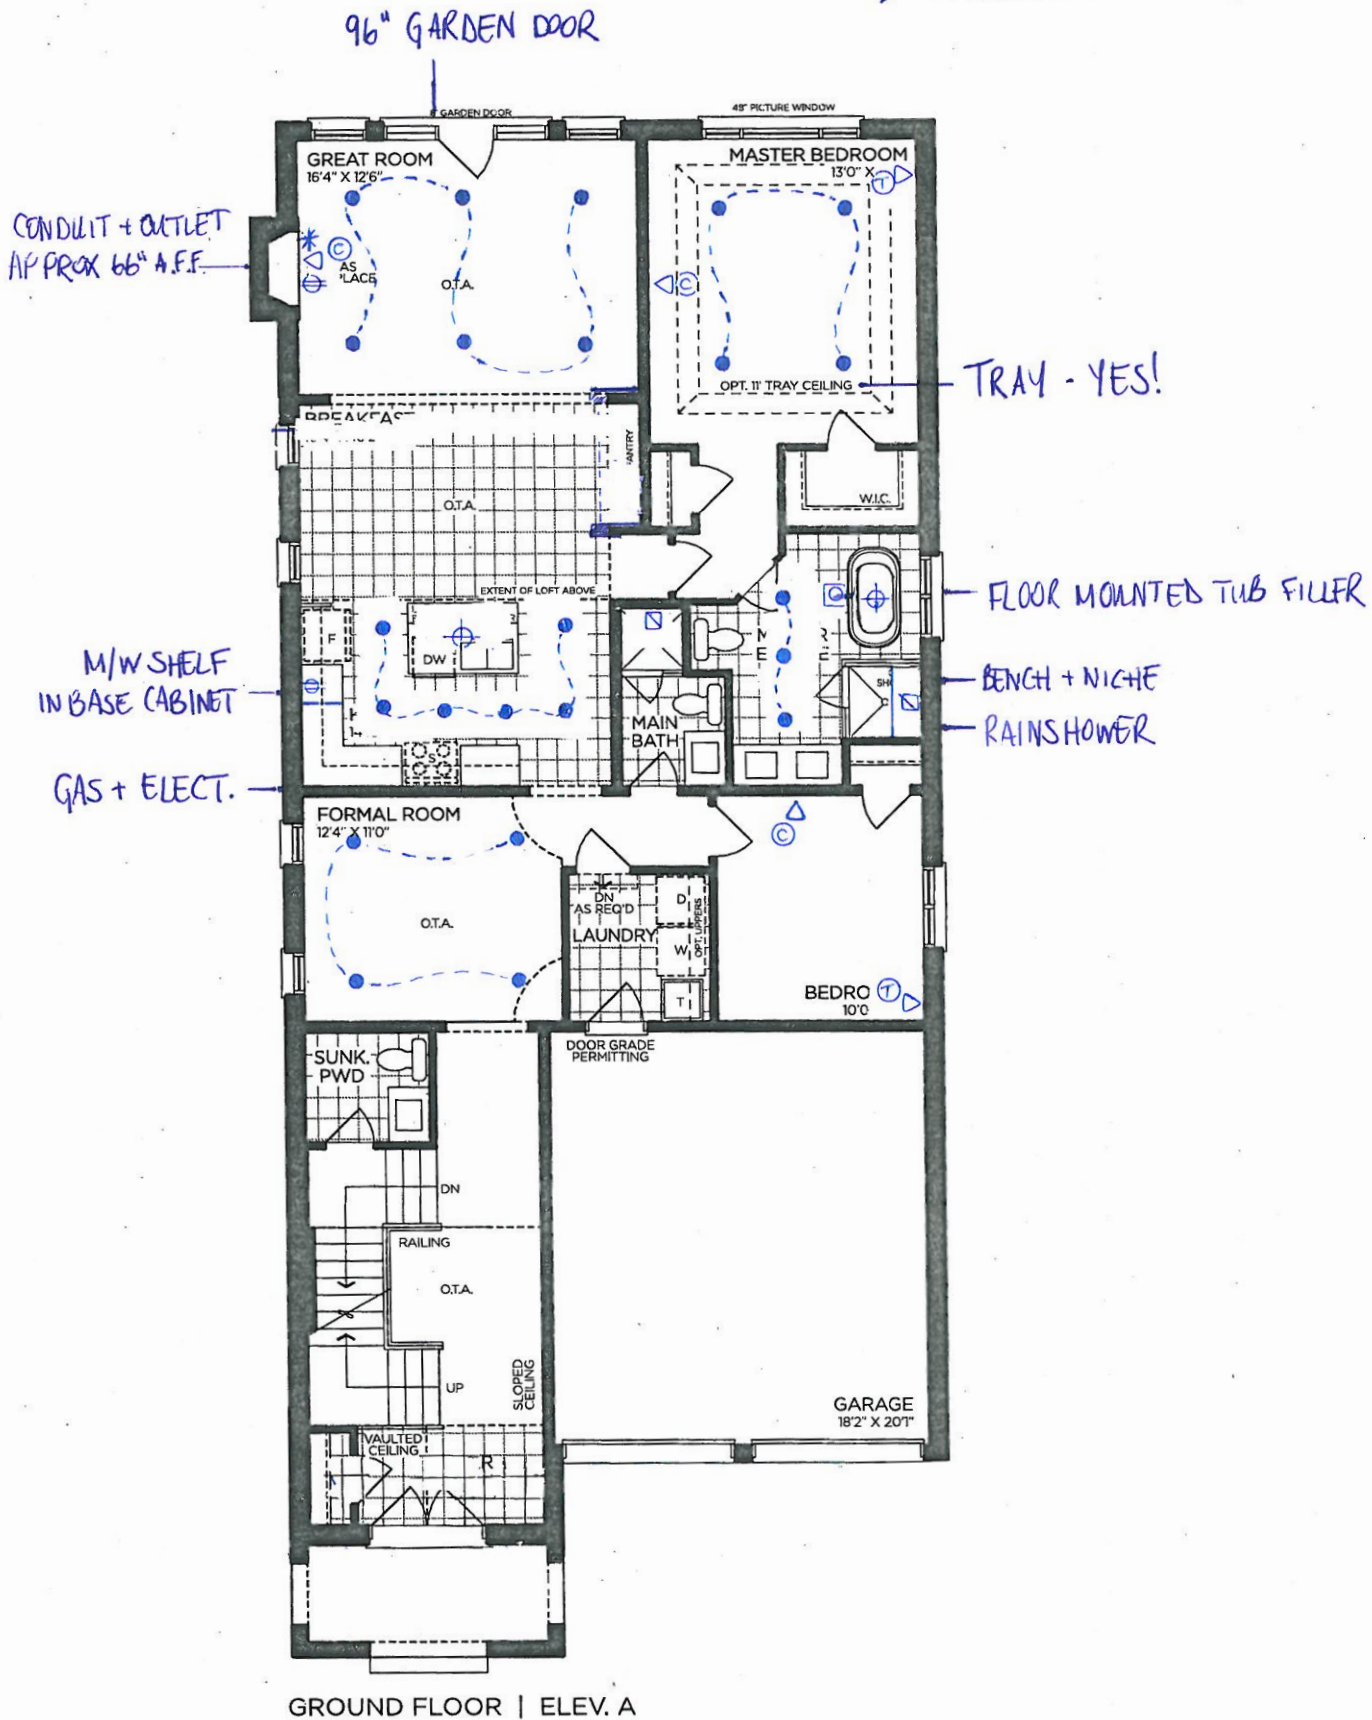 96" GARDEN DOOR
8' GARDEN DOOR
48" PICTURE WINDOW
GREAT ROOM
16'4" X 12'6"
MASTER BEDROOM
13'0" X
T
CONDUIT + OUTLET
APPROX 66" A.F.F.
C
AS
O.T.A.
C
OPT. 11' TRAY CEILING
TRAY - YES!
BREAKFAST
O.T.A.
W.I.C.
EXTENT OF LOFT ABOVE
FLOOR MOUNTED TUB FILLER
F
DW
M/W SHELF
IN BASE CABINET
BENCH + NICHE
RAINSHOWER
MAIN
BATH
S
GAS + ELECT.
FORMAL ROOM
12'4" X 11'0"
C
O.T.A.
DN
AS REQ'D
LAUNDRY
D
W
T
OPT. UPPERS
BEDRO
10'0
T
DOOR GRADE
PERMITTING
SUNK.
PWD
DN
RAILING
O.T.A.
UP
SLOPED
CEILING
GARAGE
18'2" X 20'1"
VAULTED
CEILING
R
GROUND FLOOR | ELEV. A